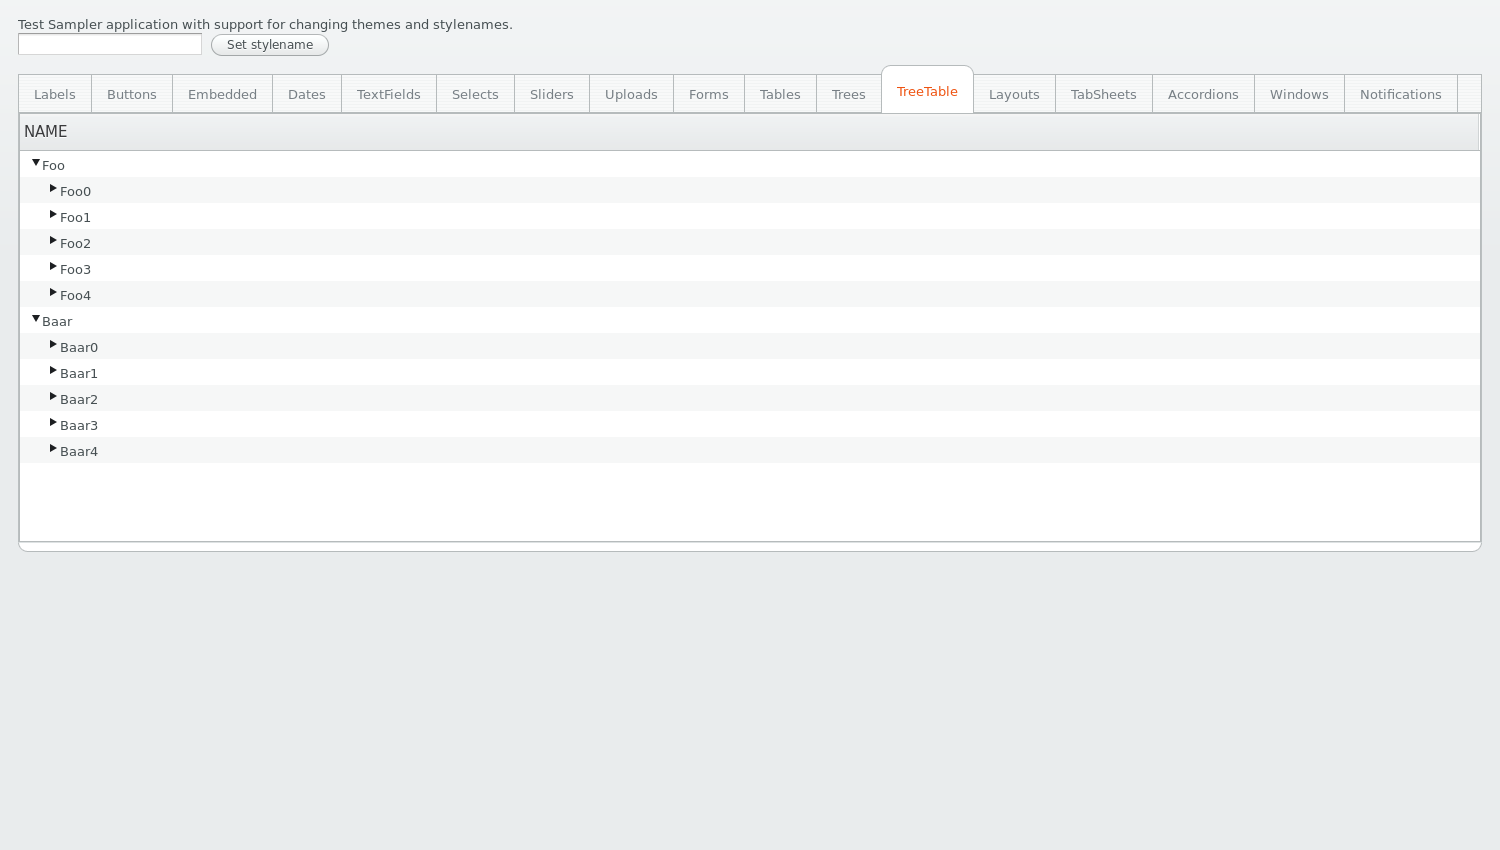 Test Sampler application with support for changing themes and stylenames.
Set stylename
Labels Buttons Embedded Dates TextFields Selects Sliders Uploads Forms Tables Trees TreeTable Layouts TabSheets Accordions Windows Notifications
NAME
Foo
Foo0
Foo1
Foo2
Foo3
Foo4
Baar
Baar0
Baar1
Baar2
Baar3
Baar4